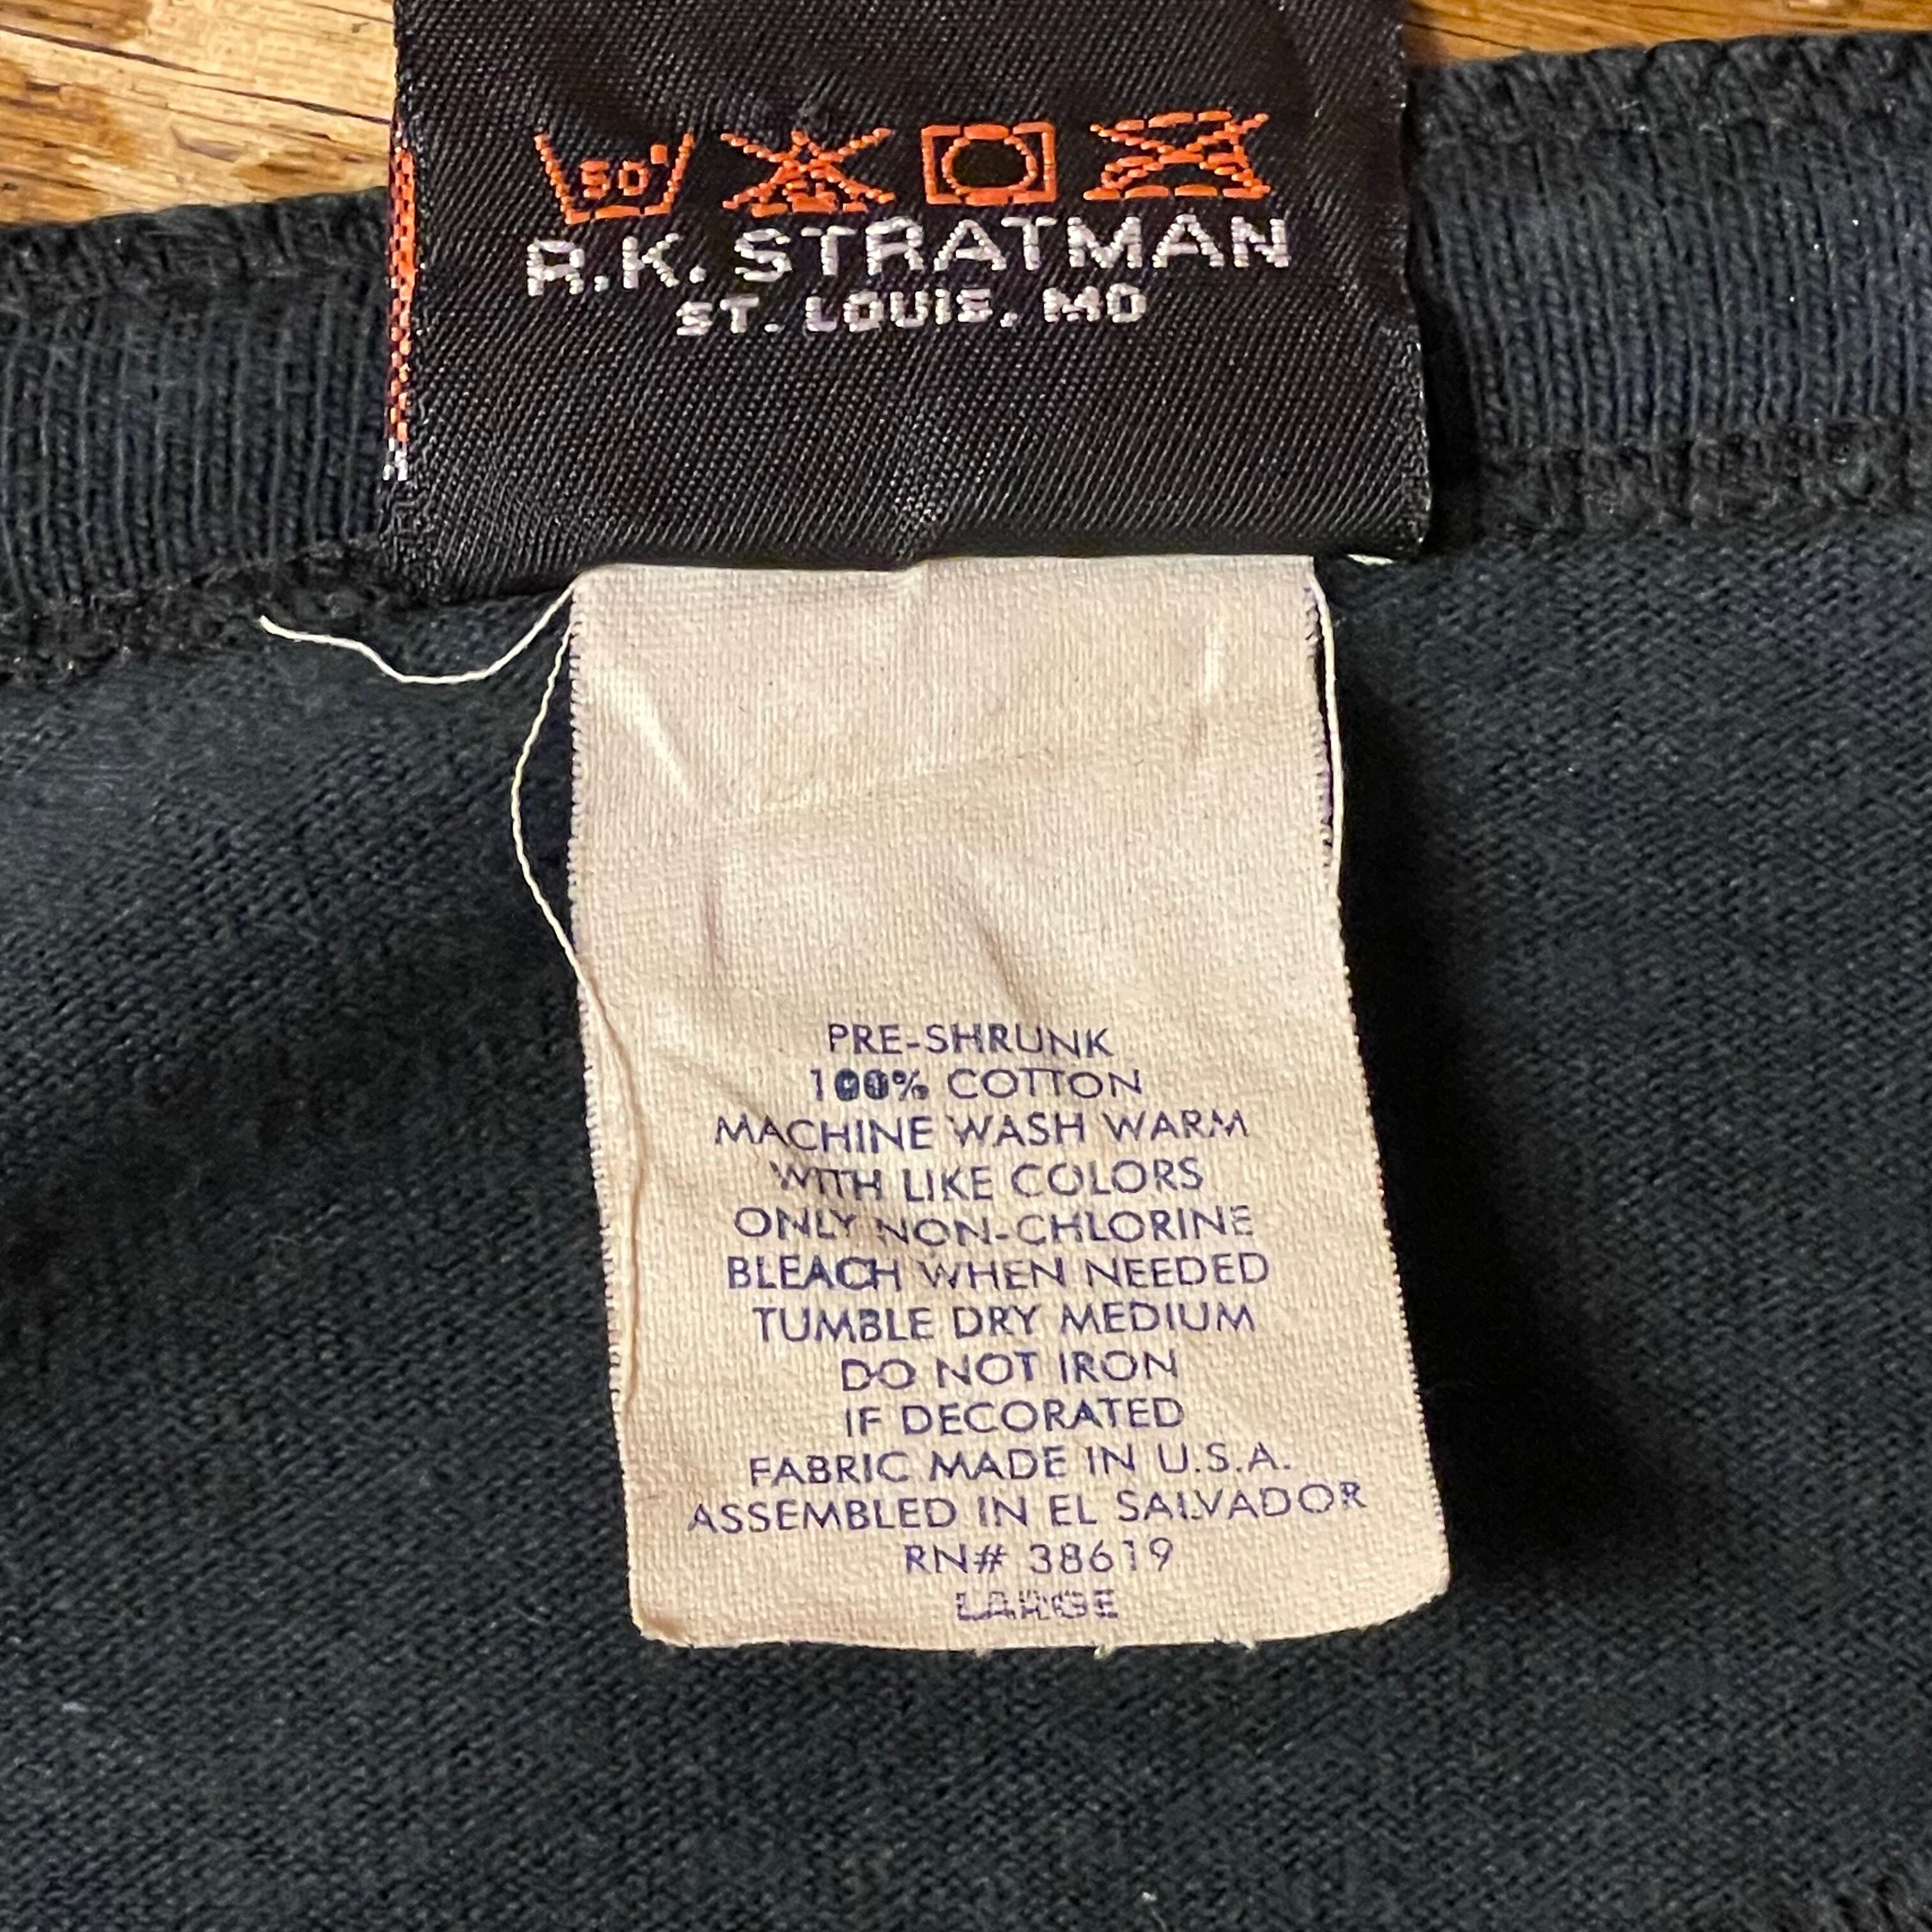 50°
R.K. STRATMAN
ST. LOUIS, MO
PRE-SHRUNK
100% COTTON
MACHINE WASH WARM
WITH LIKE COLORS
ONLY NON-CHLORINE
BLEACH WHEN NEEDED
TUMBLE DRY MEDIUM
DO NOT IRON
IF DECORATED
FABRIC MADE IN U.S.A.
ASSEMBLED IN EL SALVADOR
RN# 38619
LARGE